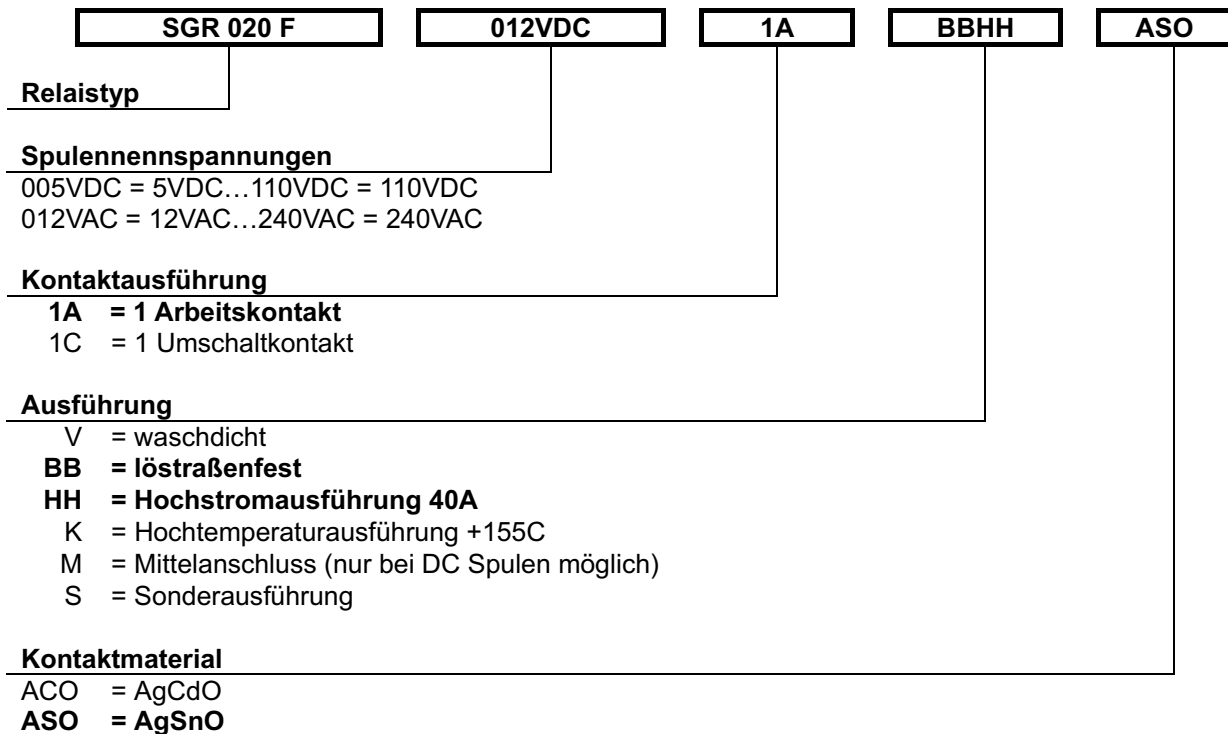 SGR 020 F 012VDC 1A BBHH ASO
Relaistyp
Spulennennspannungen
005VDC = 5VDC…110VDC = 110VDC
012VAC = 12VAC…240VAC = 240VAC
Kontaktausführung
1A = 1 Arbeitskontakt
1C = 1 Umschaltkontakt
Ausführung
V = waschdicht
BB = löstraßenfest
HH = Hochstromausführung 40A
K = Hochtemperaturausführung +155C
M = Mittelanschluss (nur bei DC Spulen möglich)
S = Sonderausführung
Kontaktmaterial
ACO = AgCdO
ASO = AgSnO